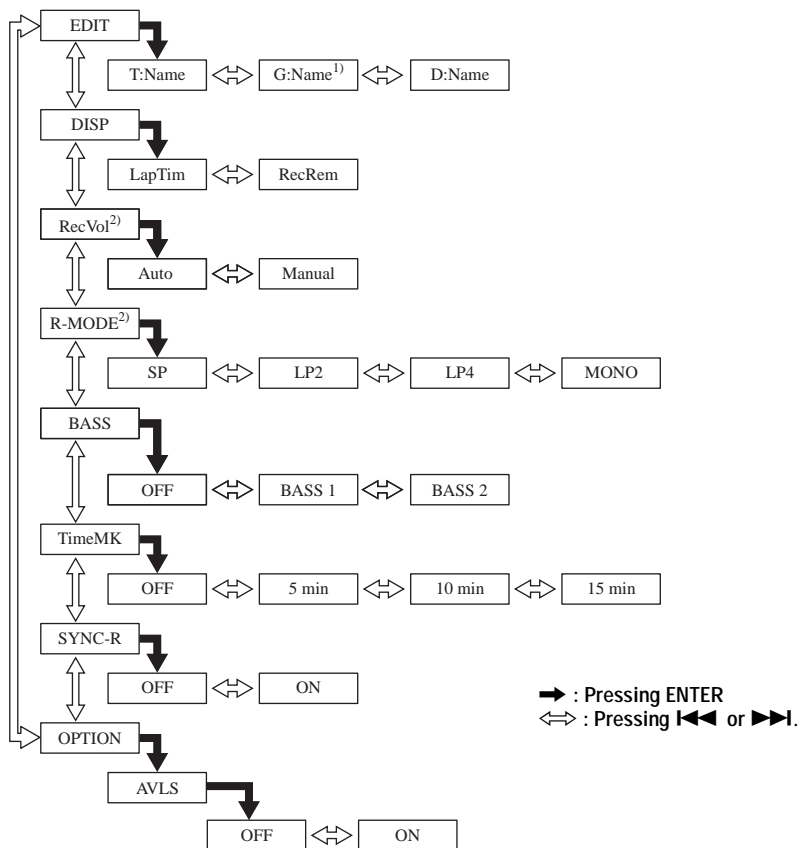 EDIT
T:Name G:Name1) D:Name
DISP
LapTim RecRem
RecVol2)
Auto Manual
R-MODE2)
SP LP2 LP4 MONO
BASS
OFF BASS 1 BASS 2
TimeMK
OFF 5 min 10 min 15 min
SYNC-R
OFF ON
: Pressing ENTER
: Pressing or .
OPTION
AVLS
OFF ON